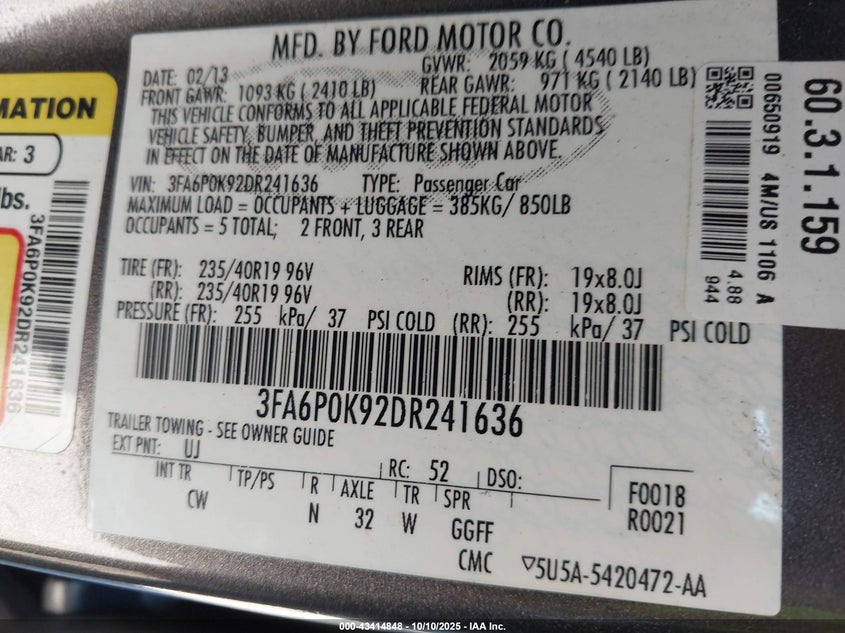 MFD. BY FORD MOTOR CO.
DATE: 02/13
GVWR: 2059 KG ( 4540 LB)
FRONT GAWR: 1093 KG ( 2410 LB)
REAR GAWR: 971 KG ( 2140 LB)
THIS VEHICLE CONFORMS TO ALL APPLICABLE FEDERAL MOTOR
VEHICLE SAFETY, BUMPER, AND THEFT PREVENTION STANDARDS
IN EFFECT ON THE DATE OF MANUFACTURE SHOWN ABOVE.
VIN: 3FA6P0K92DR241636 TYPE: Passenger Car
MAXIMUM LOAD = OCCUPANTS + LUGGAGE = 385KG/ 850LB
OCCUPANTS = 5 TOTAL; 2 FRONT, 3 REAR
TIRE (FR): 235/40R19 96V RIMS (FR): 19x8.0J
(RR): 235/40R19 96V (RR): 19x8.0J
PRESSURE (FR): 255 kPa/ 37 PSI COLD (RR): 255 kPa/ 37 PSI COLD
3FA6P0K92DR241636
TRAILER TOWING - SEE OWNER GUIDE
EXT PNT: UJ RC: 52 DSO:
INT TR TP/PS R AXLE TR SPR
CW N 32 W GGFF
CMC
F0018
R0021
▽5U5A-5420472-AA
MATION
AR: 3
lbs.
3FA6P0K92DR241636
00650919 4M/US 1106 A
4.88
944
60.3.1.159
000-43414848 - 10/10/2025 - IAA Inc.